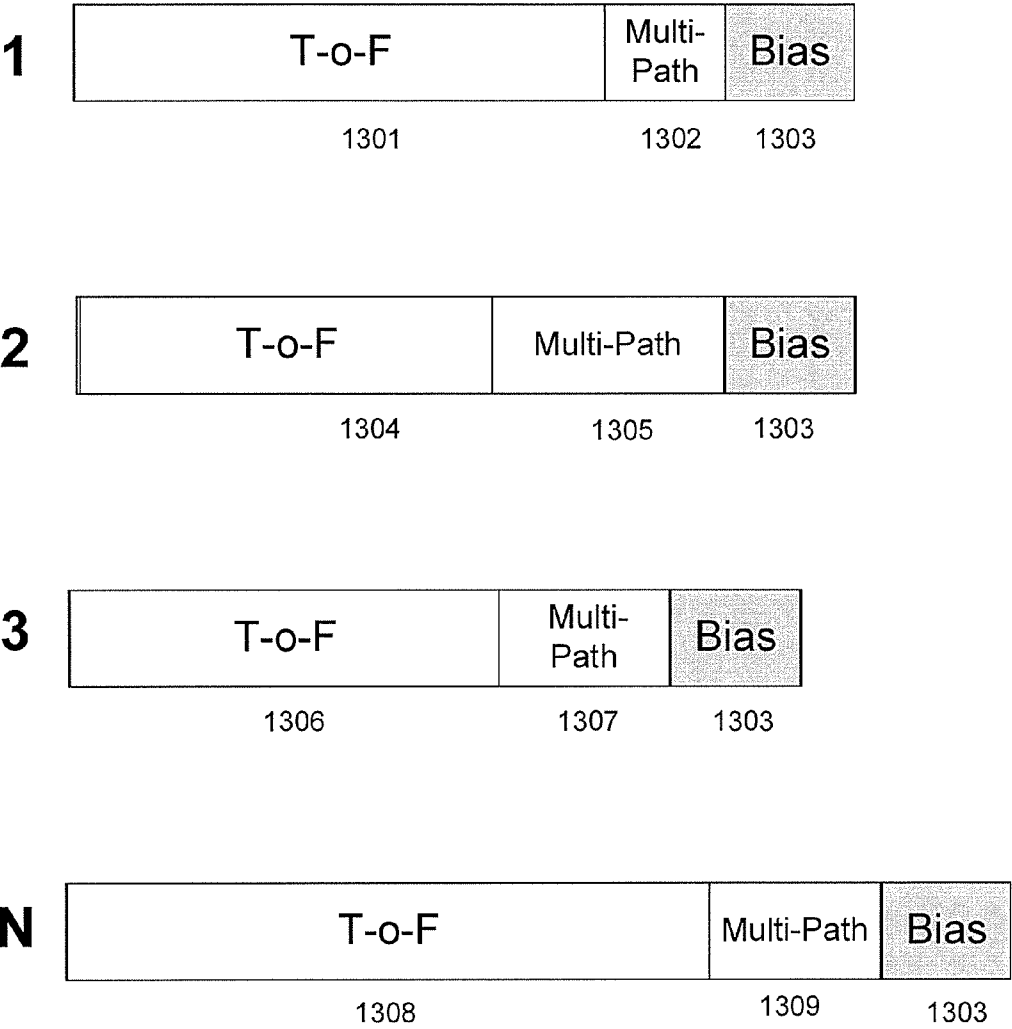 1
T-o-F
Multi-
Path
Bias
1301
1302
1303
2
T-o-F
Multi-Path
Bias
1304
1305
1303
3
T-o-F
Multi-
Path
Bias
1306
1307
1303
N
T-o-F
Multi-Path
Bias
1308
1309
1303